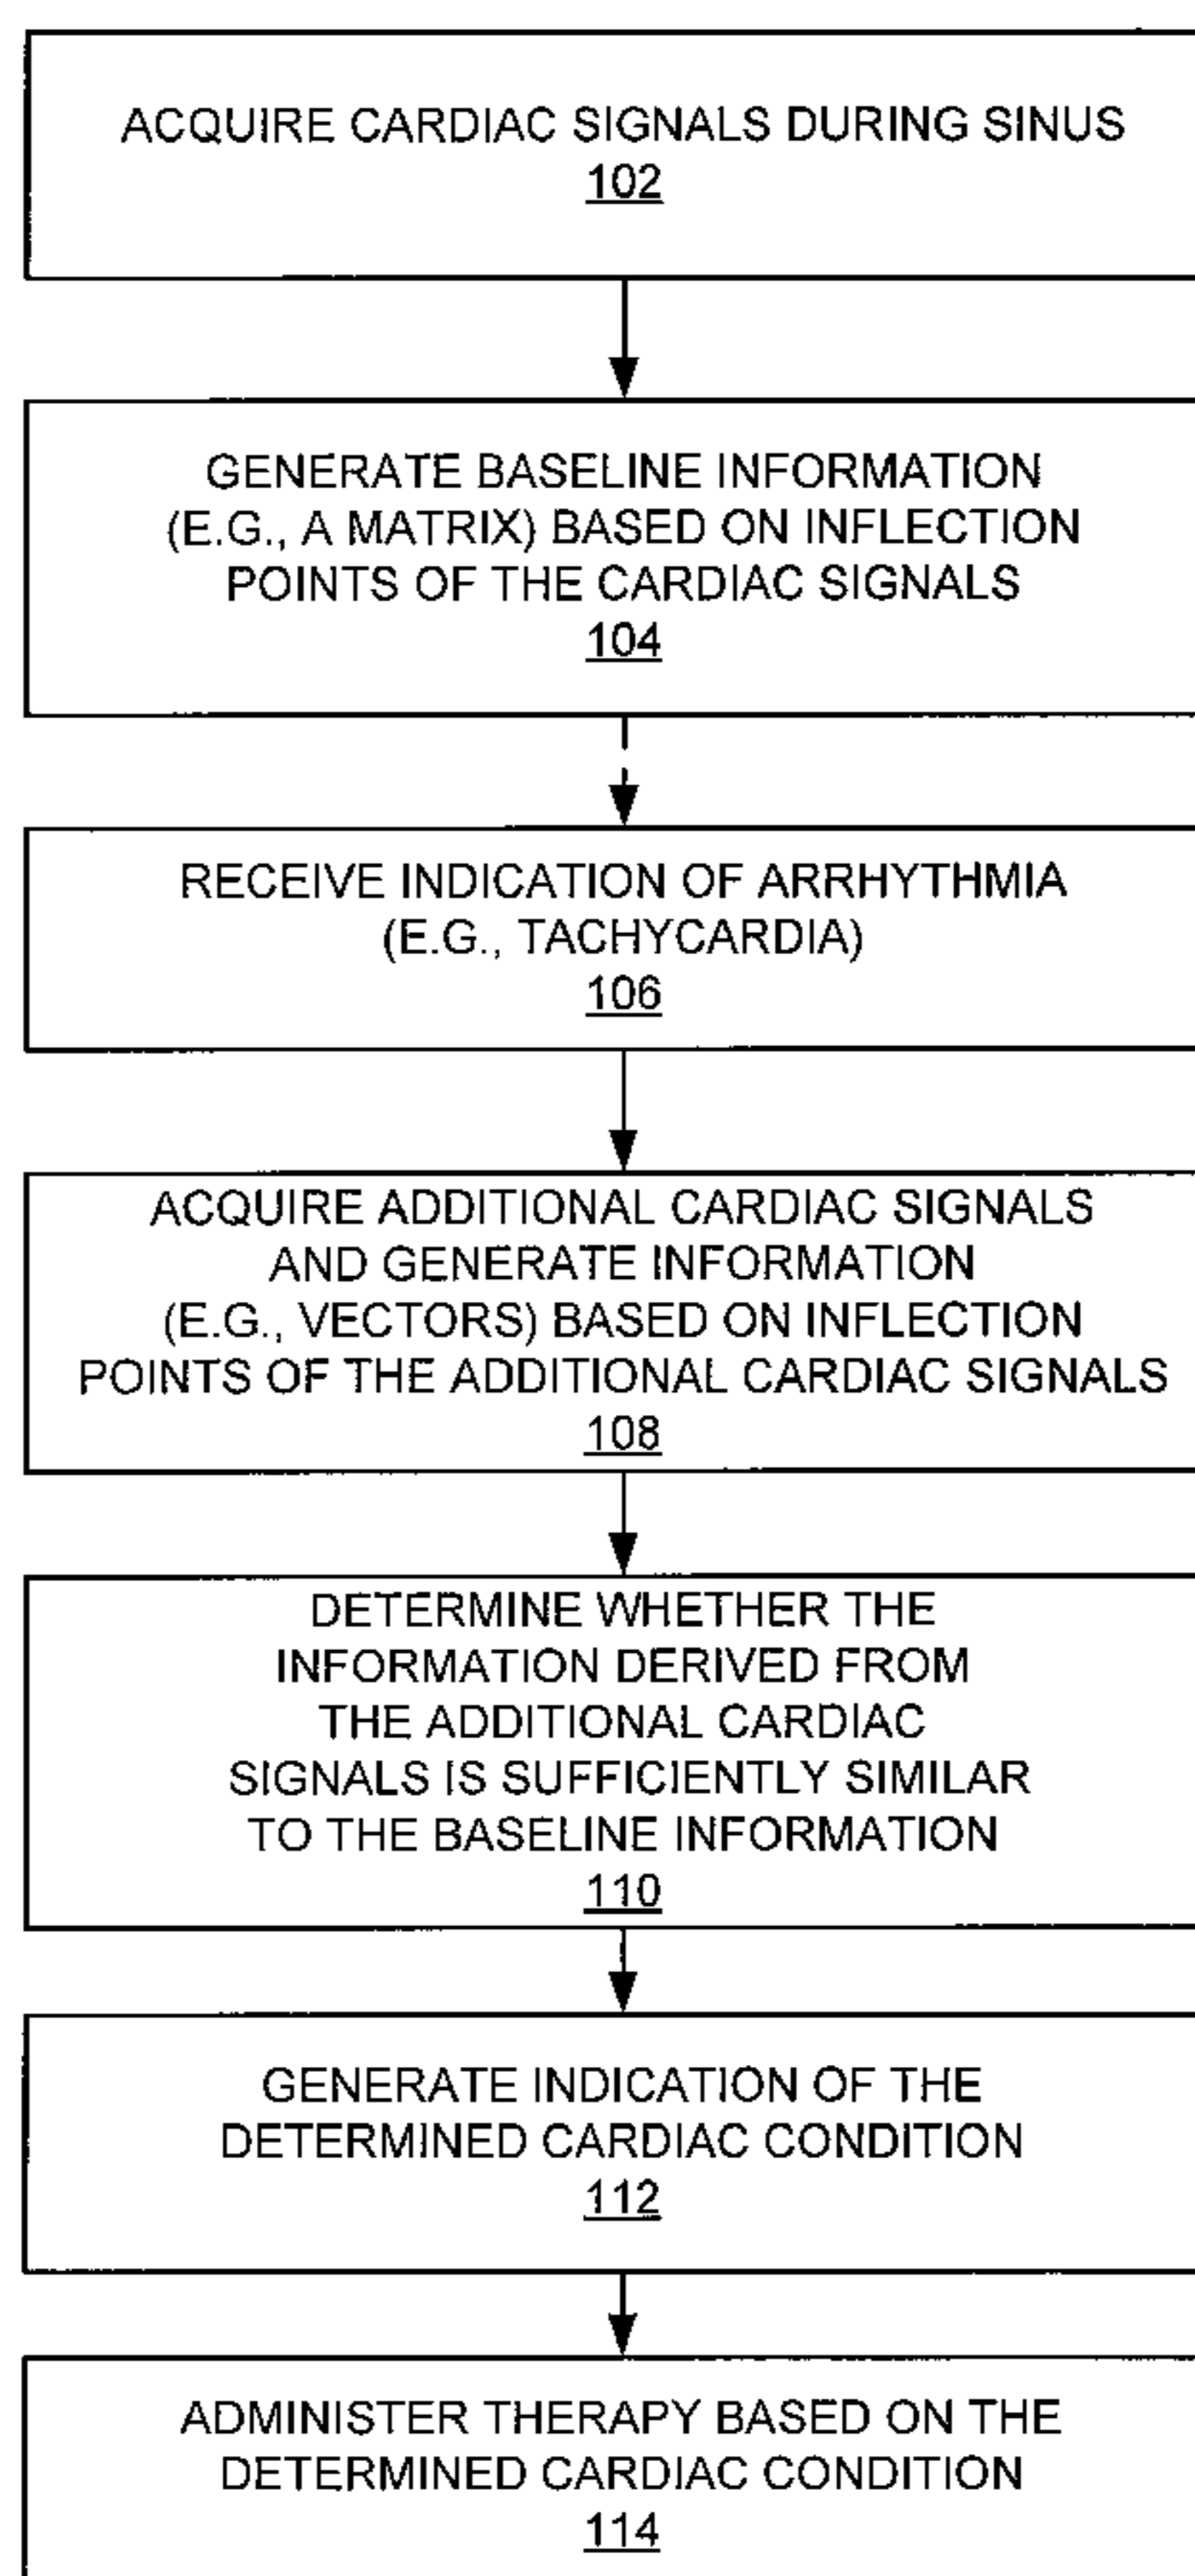 ACQUIRE CARDIAC SIGNALS DURING SINUS
102
GENERATE BASELINE INFORMATION
(E.G., A MATRIX) BASED ON INFLECTION
POINTS OF THE CARDIAC SIGNALS
104
RECEIVE INDICATION OF ARRHYTHMIA
(E.G., TACHYCARDIA)
106
ACQUIRE ADDITIONAL CARDIAC SIGNALS
AND GENERATE INFORMATION
(E.G., VECTORS) BASED ON INFLECTION
POINTS OF THE ADDITIONAL CARDIAC SIGNALS
108
DETERMINE WHETHER THE
INFORMATION DERIVED FROM
THE ADDITIONAL CARDIAC
SIGNALS IS SUFFICIENTLY SIMILAR
TO THE BASELINE INFORMATION
110
GENERATE INDICATION OF THE
DETERMINED CARDIAC CONDITION
112
ADMINISTER THERAPY BASED ON THE
DETERMINED CARDIAC CONDITION
114